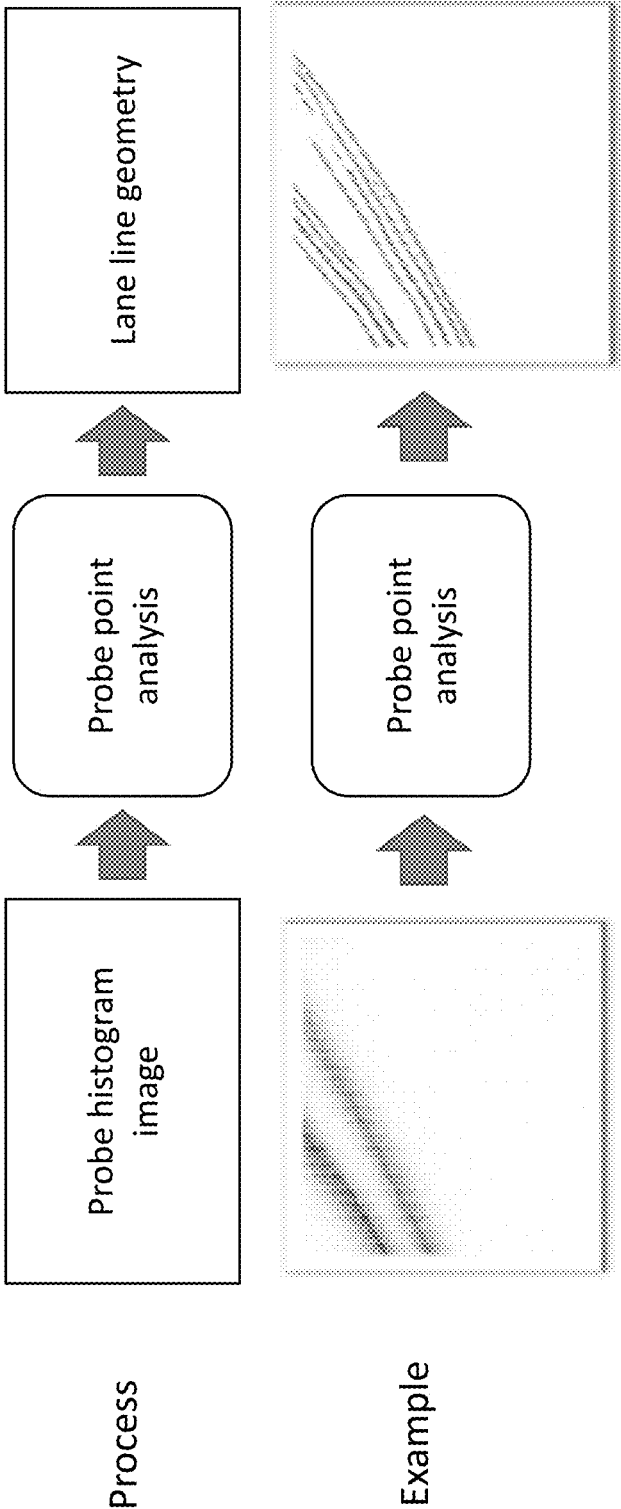 Process
Probe histogram
image
Probe point
analysis
Lane line geometry
Example
Probe point
analysis